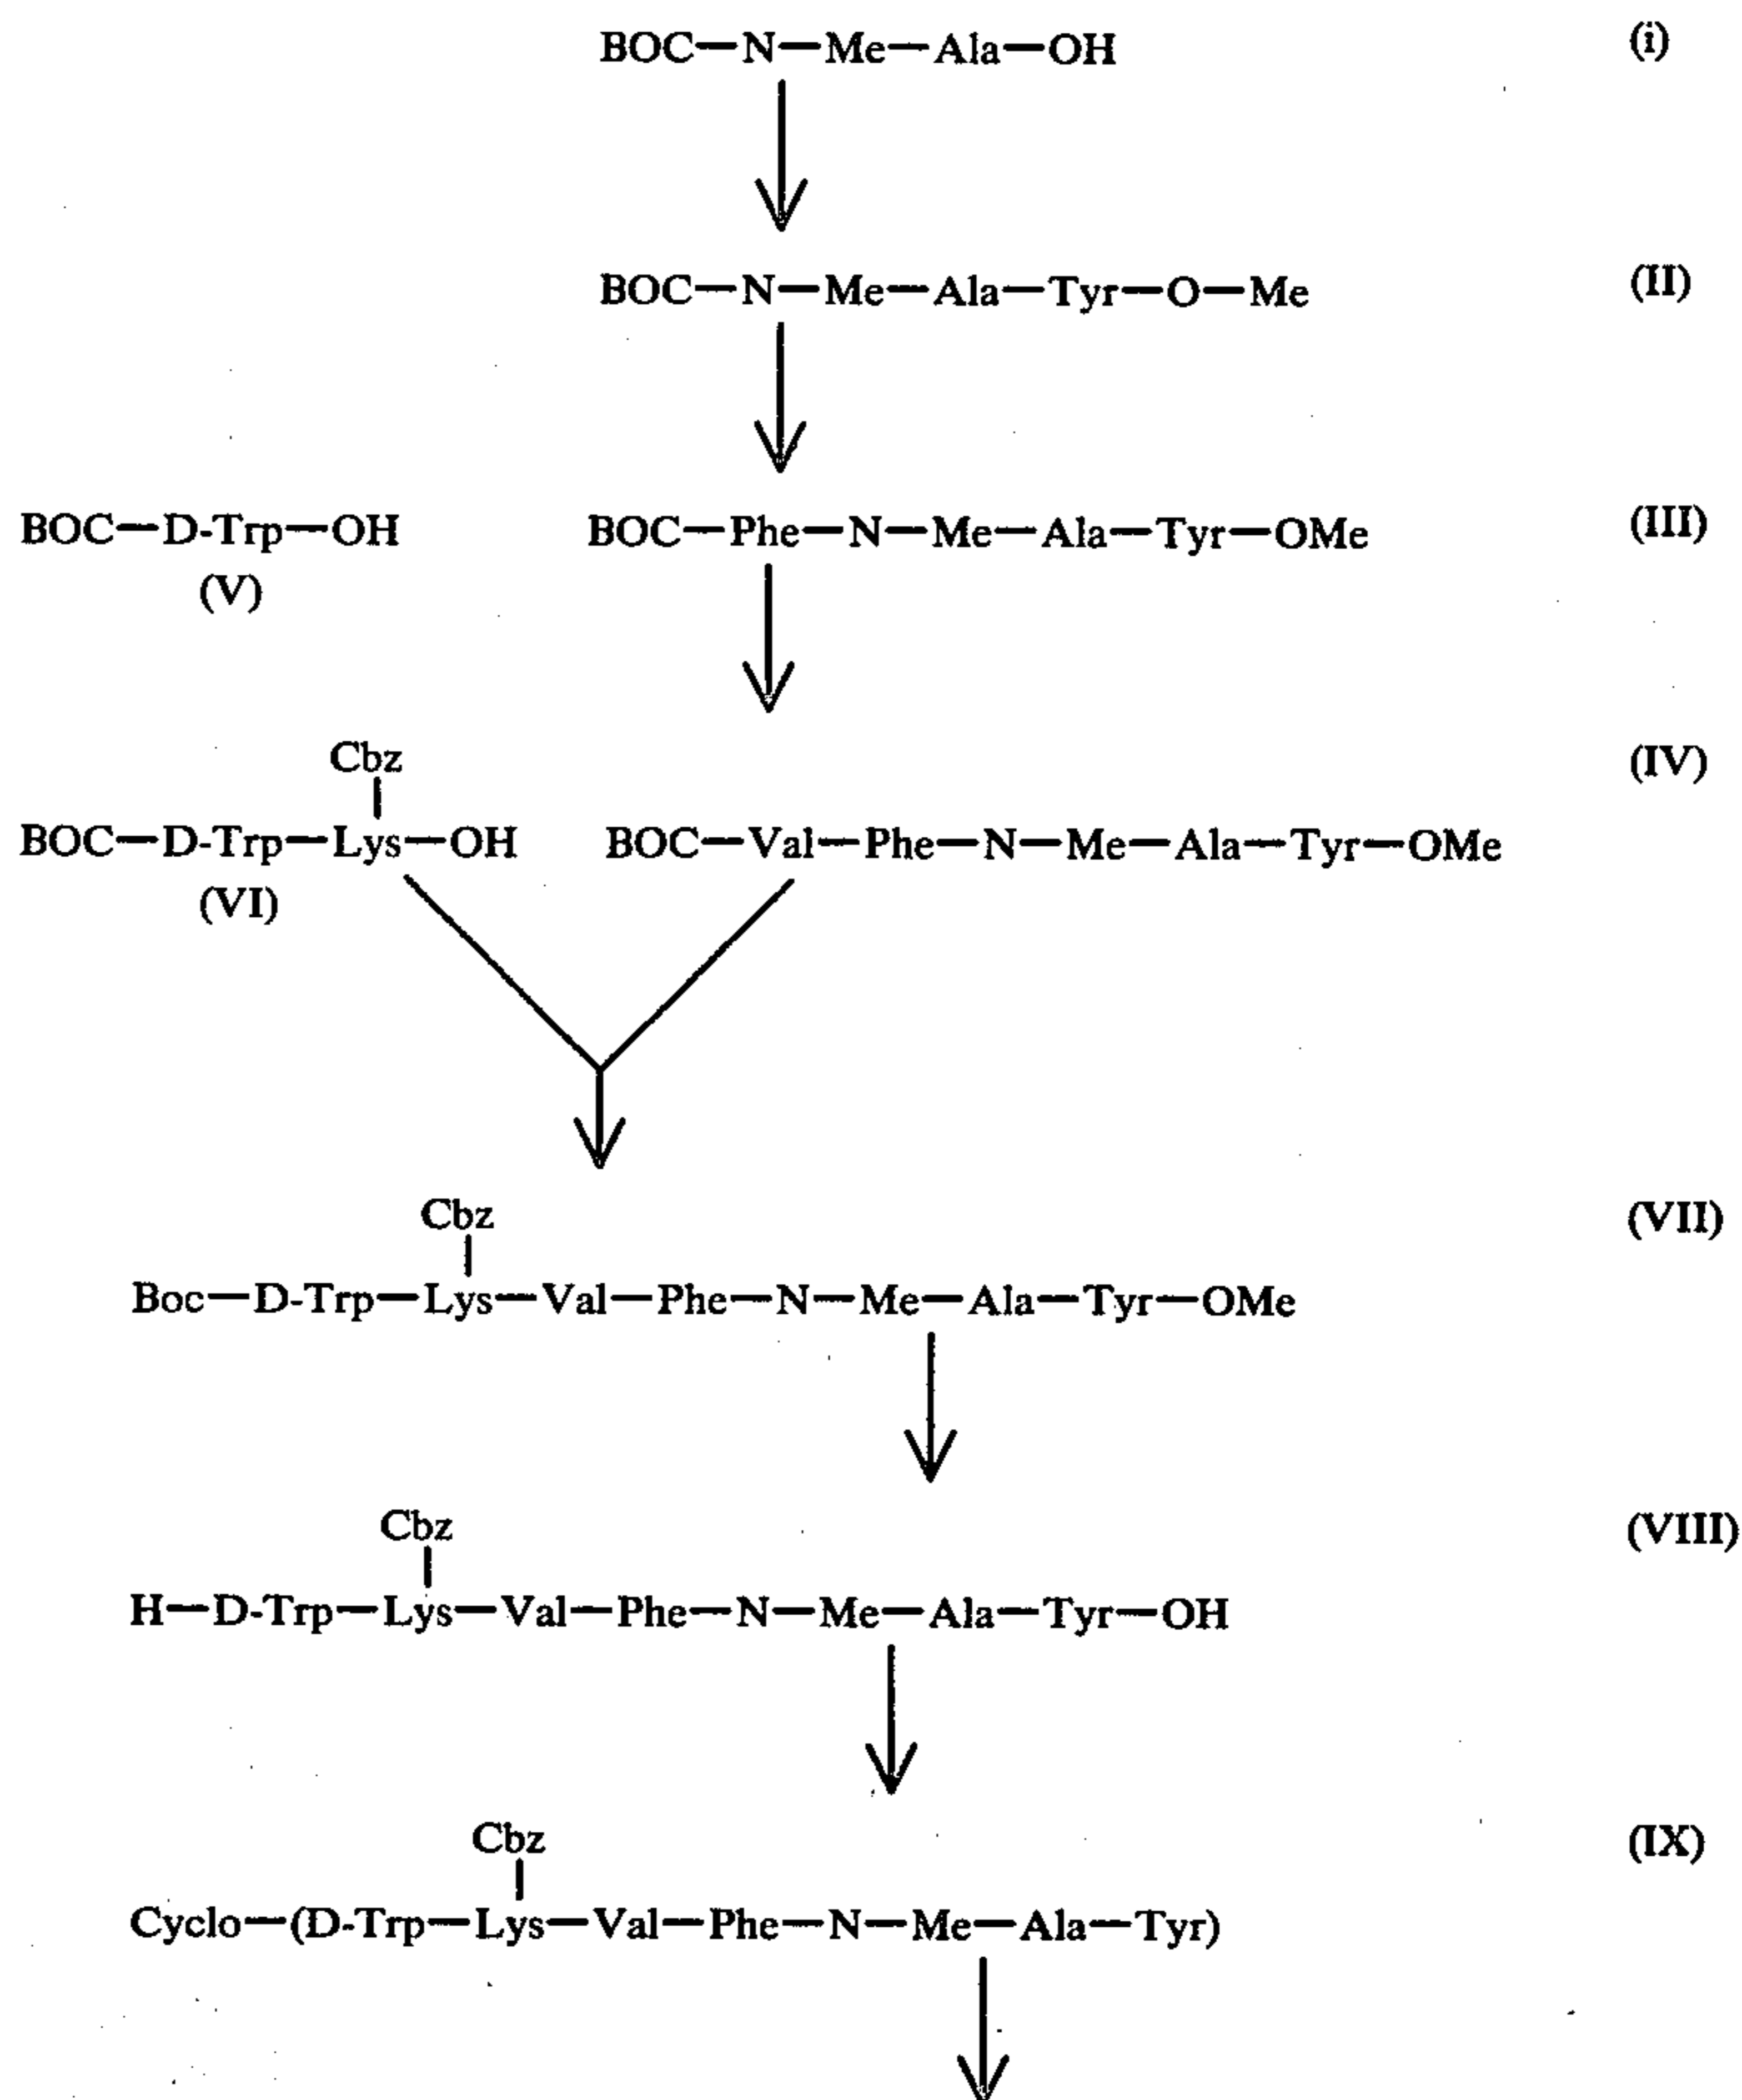 BOC—N—Me—Ala—OH (i)
BOC—N—Me—Ala—Tyr—O—Me (II)
BOC—D-Trp—OH BOC—Phe—N—Me—Ala—Tyr—OMe (III)
(V)
Cbz (IV)
BOC—D-Trp—Lys—OH BOC—Val—Phe—N—Me—Ala—Tyr—OMe
(VI)
Cbz (VII)
Boc—D-Trp—Lys—Val—Phe—N—Me—Ala—Tyr—OMe
Cbz (VIII)
H—D-Trp—Lys—Val—Phe—N—Me—Ala—Tyr—OH
Cbz (IX)
Cyclo—(D-Trp—Lys—Val—Phe—N—Me—Ala—Tyr)